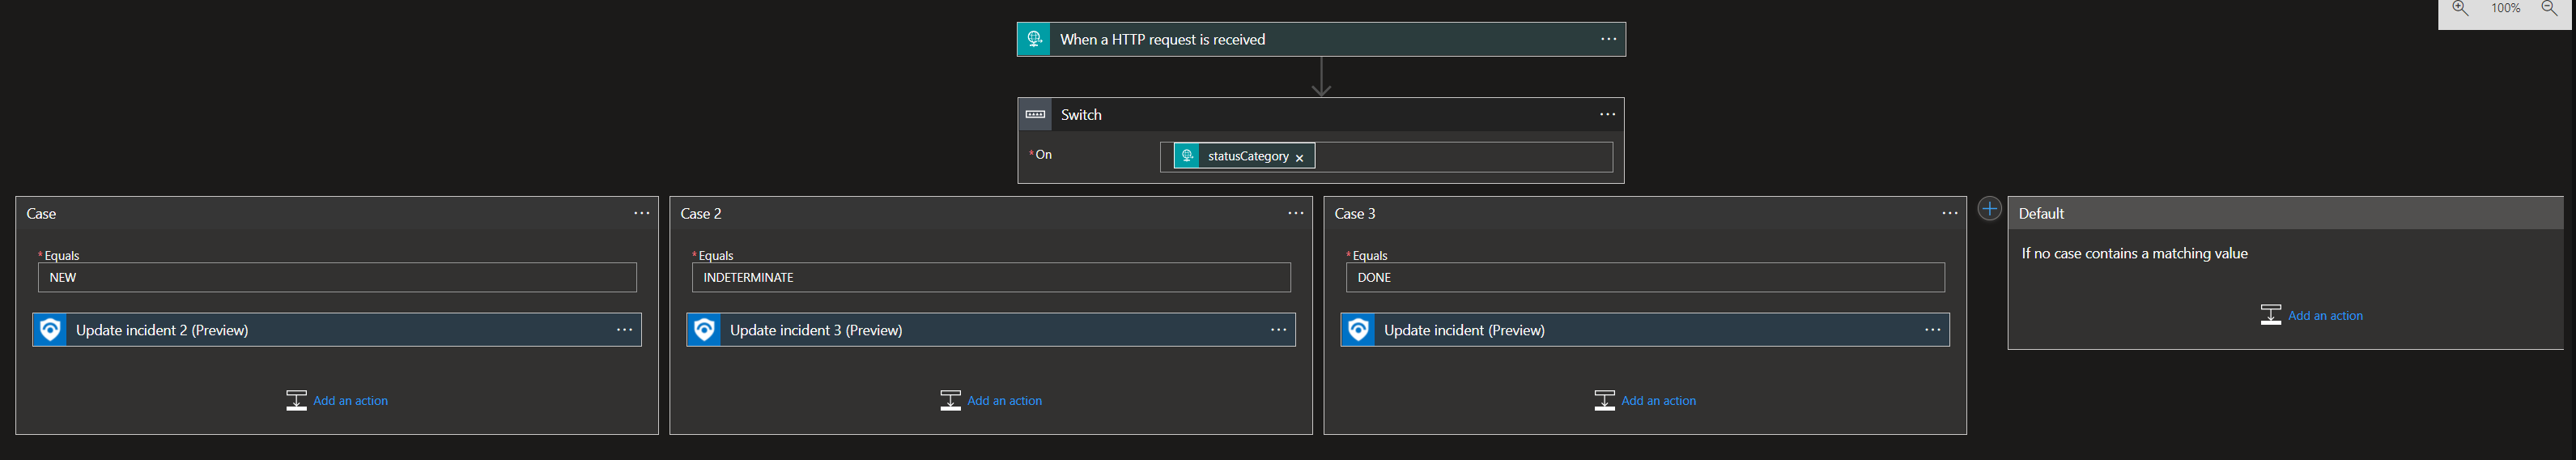 100%
When a HTTP request is received
Switch
*On
statusCategory
Case
*Equals
NEW
Update incident 2 (Preview)
Add an action
Case 2
*Equals
INDETERMINATE
Update incident 3 (Preview)
Add an action
Case 3
*Equals
DONE
Update incident (Preview)
Add an action
Default
If no case contains a matching value
Add an action